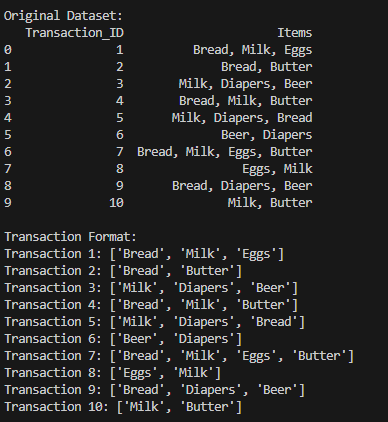 Original Dataset:
   Transaction_ID                      Items
0               1          Bread, Milk, Eggs
1               2              Bread, Butter
2               3        Milk, Diapers, Beer
3               4        Bread, Milk, Butter
4               5       Milk, Diapers, Bread
5               6              Beer, Diapers
6               7  Bread, Milk, Eggs, Butter
7               8                 Eggs, Milk
8               9       Bread, Diapers, Beer
9              10               Milk, Butter

Transaction Format:
Transaction 1: ['Bread', 'Milk', 'Eggs']
Transaction 2: ['Bread', 'Butter']
Transaction 3: ['Milk', 'Diapers', 'Beer']
Transaction 4: ['Bread', 'Milk', 'Butter']
Transaction 5: ['Milk', 'Diapers', 'Bread']
Transaction 6: ['Beer', 'Diapers']
Transaction 7: ['Bread', 'Milk', 'Eggs', 'Butter']
Transaction 8: ['Eggs', 'Milk']
Transaction 9: ['Bread', 'Diapers', 'Beer']
Transaction 10: ['Milk', 'Butter']